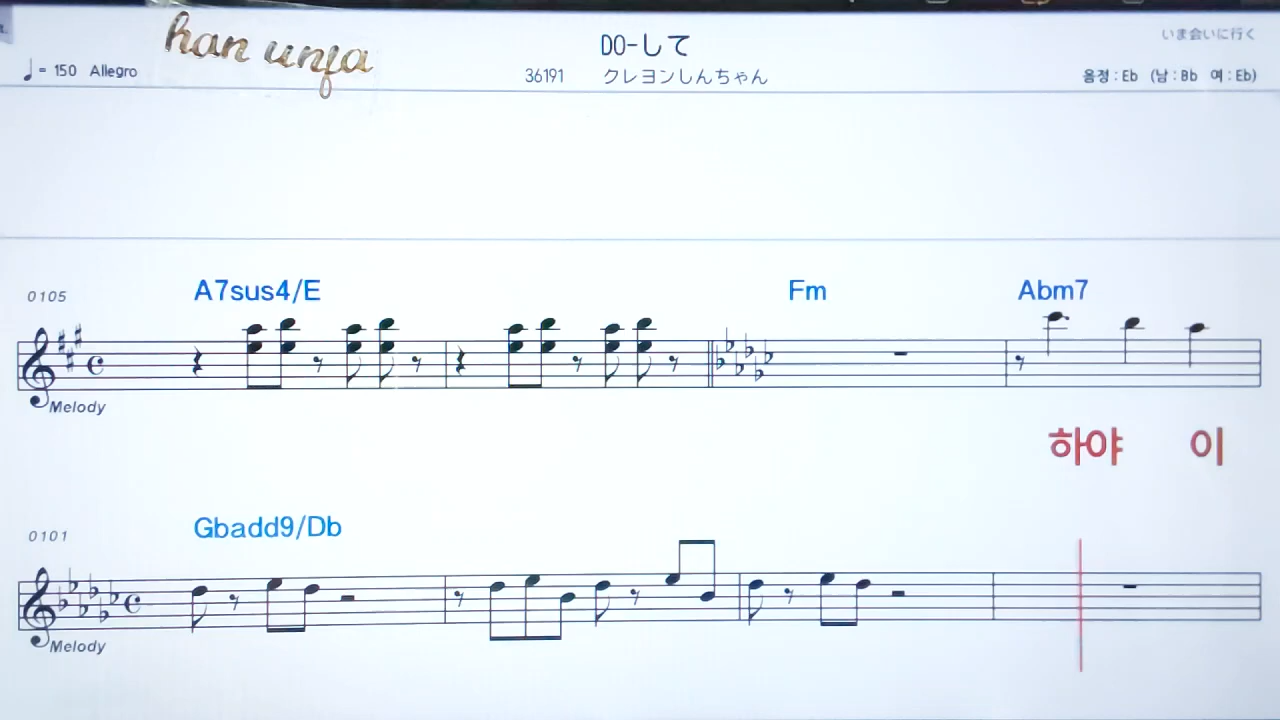 han unfa
DO-して
いま会いに行く
= 150 Allegro
36191 クレヨンしんちゃん
음정 : Eb (남 : Bb 여 : Eb)
0105
A7sus4/E Fm Abm7
Melody
하야 이
0101
Gbadd9/Db
Melody